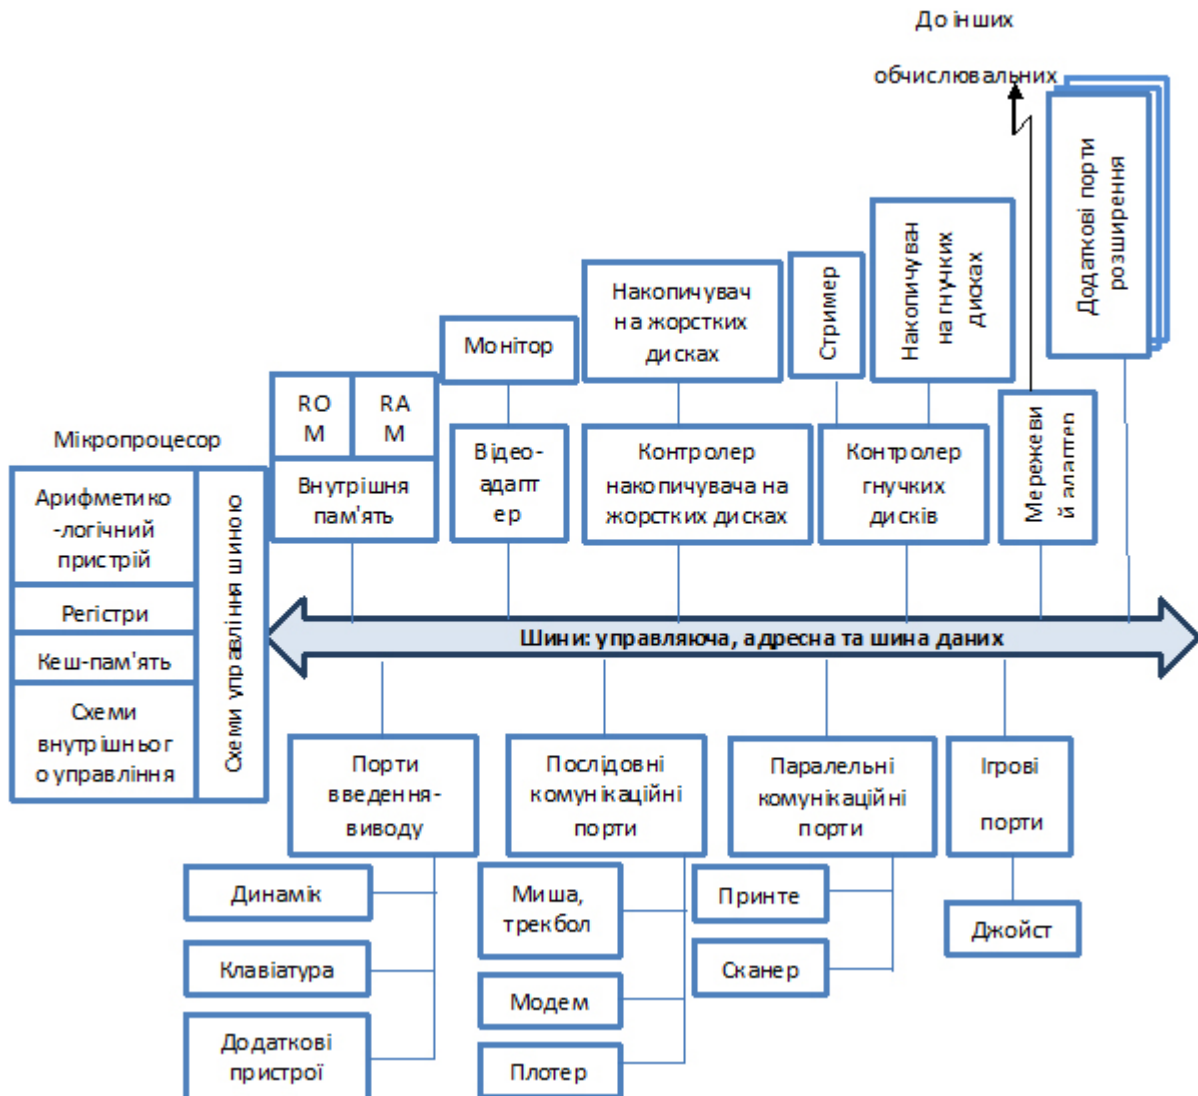 До інших
обчислювальних
Додаткові порти
розширення
Накопичувач
на жорстких
дисках
Стример
Накопичувач
на гнучких
дисках
Монітор
RO
M
RA
M
Внутрішня
пам'ять
Відео-
адапт
ер
Контролер
накопичувача на
жорстких дисках
Контролер
гнучких
дисків
Мережеви
й адаптер
Мікропроцесор
Арифметико
-логічний
пристрій
Регістри
Кеш-пам'ять
Схеми
внутрішньог
о управління
Схеми управління шиною
Шини: управляюча, адресна та шина даних
Порти
введення-
виводу
Послідовні
комунікаційні
порти
Паралельні
комунікаційні
порти
Ігрові
порти
Динамік
Клавіатура
Додаткові
пристрої
Миша,
трекбол
Модем
Плотер
Принте
Сканер
Джойст